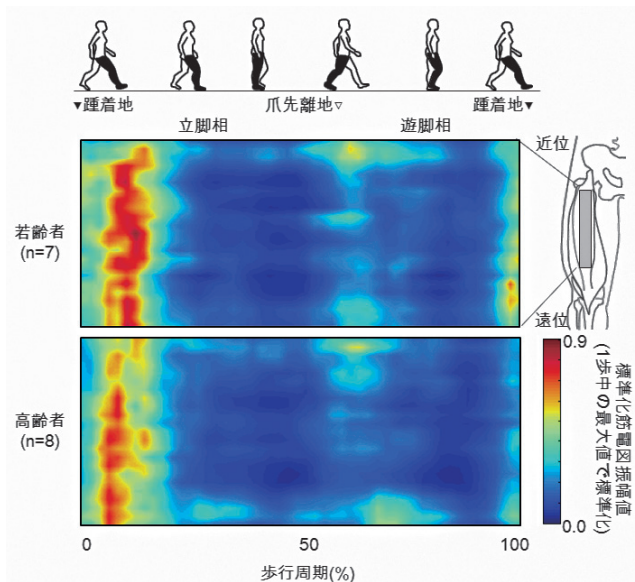 ▼踵着地
爪先離地▽
踵着地▼
立脚相
遊脚相
近位
若齢者
(n=7)
遠位
高齢者
(n=8)
0.9
0.0
標準化筋電図振幅値
(1歩中の最大値で標準化)
0
50
100
歩行周期(%)